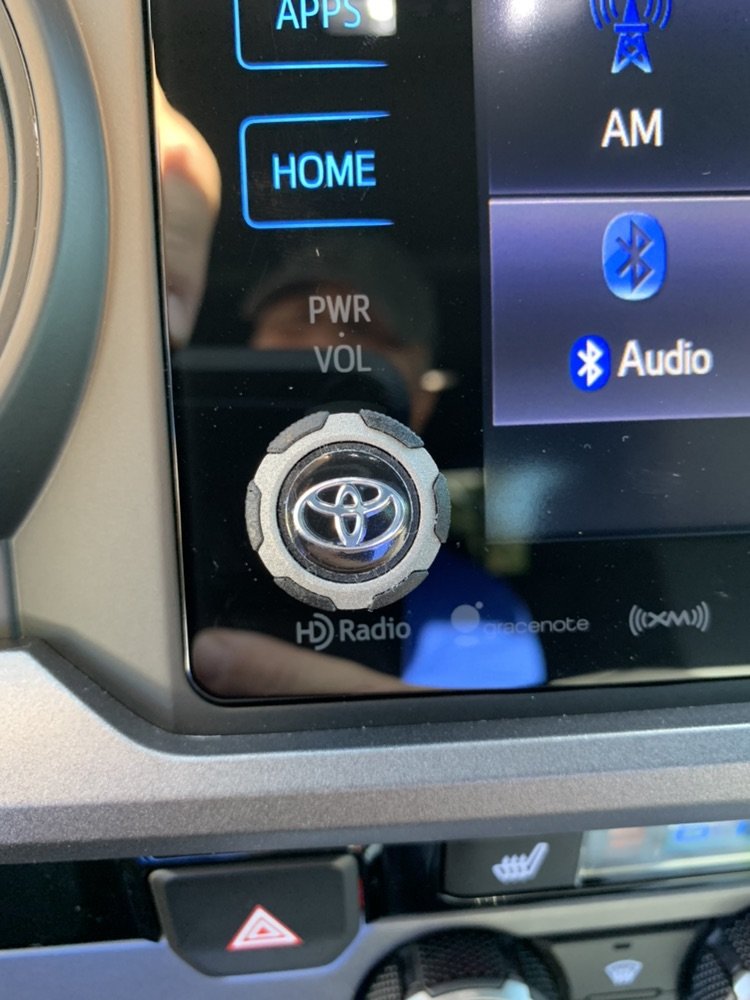 APPS
HOME
AM
Audio
PWR
VOL
HD Radio
gracenote
((XM))